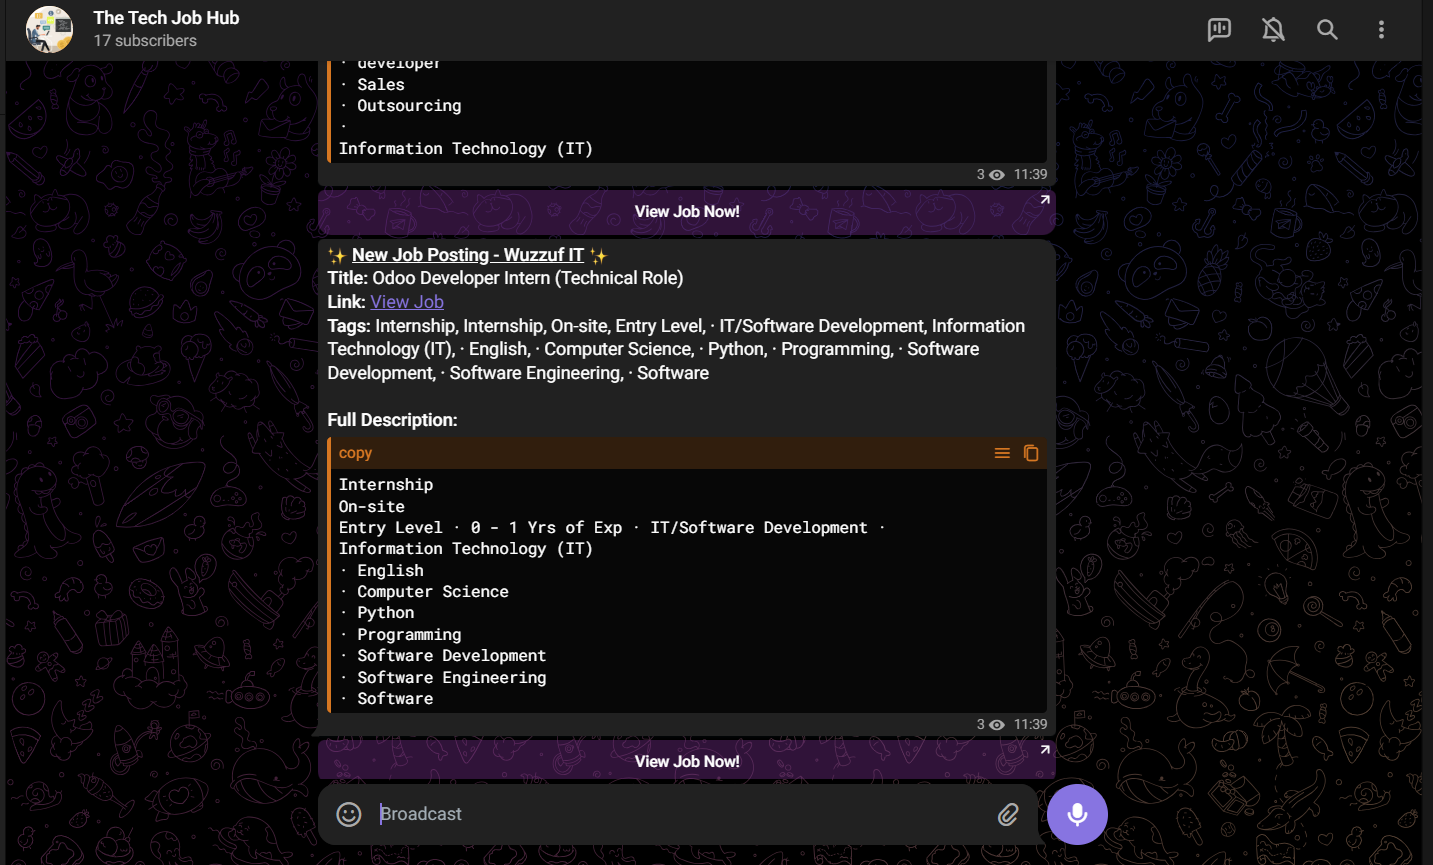 The Tech Job Hub
17 subscribers
· developer
· Sales
· Outsourcing
·
Information Technology (IT)
3 11:39
View Job Now!
✨ New Job Posting - Wuzzuf IT ✨
Title: Odoo Developer Intern (Technical Role)
Link: View Job
Tags: Internship, Internship, On-site, Entry Level, · IT/Software Development, Information
Technology (IT), · English, · Computer Science, · Python, · Programming, · Software
Development, · Software Engineering, · Software
Full Description:
copy
Internship
On-site
Entry Level · 0 - 1 Yrs of Exp · IT/Software Development ·
Information Technology (IT)
· English
· Computer Science
· Python
· Programming
· Software Development
· Software Engineering
· Software
3 11:39
View Job Now!
Broadcast